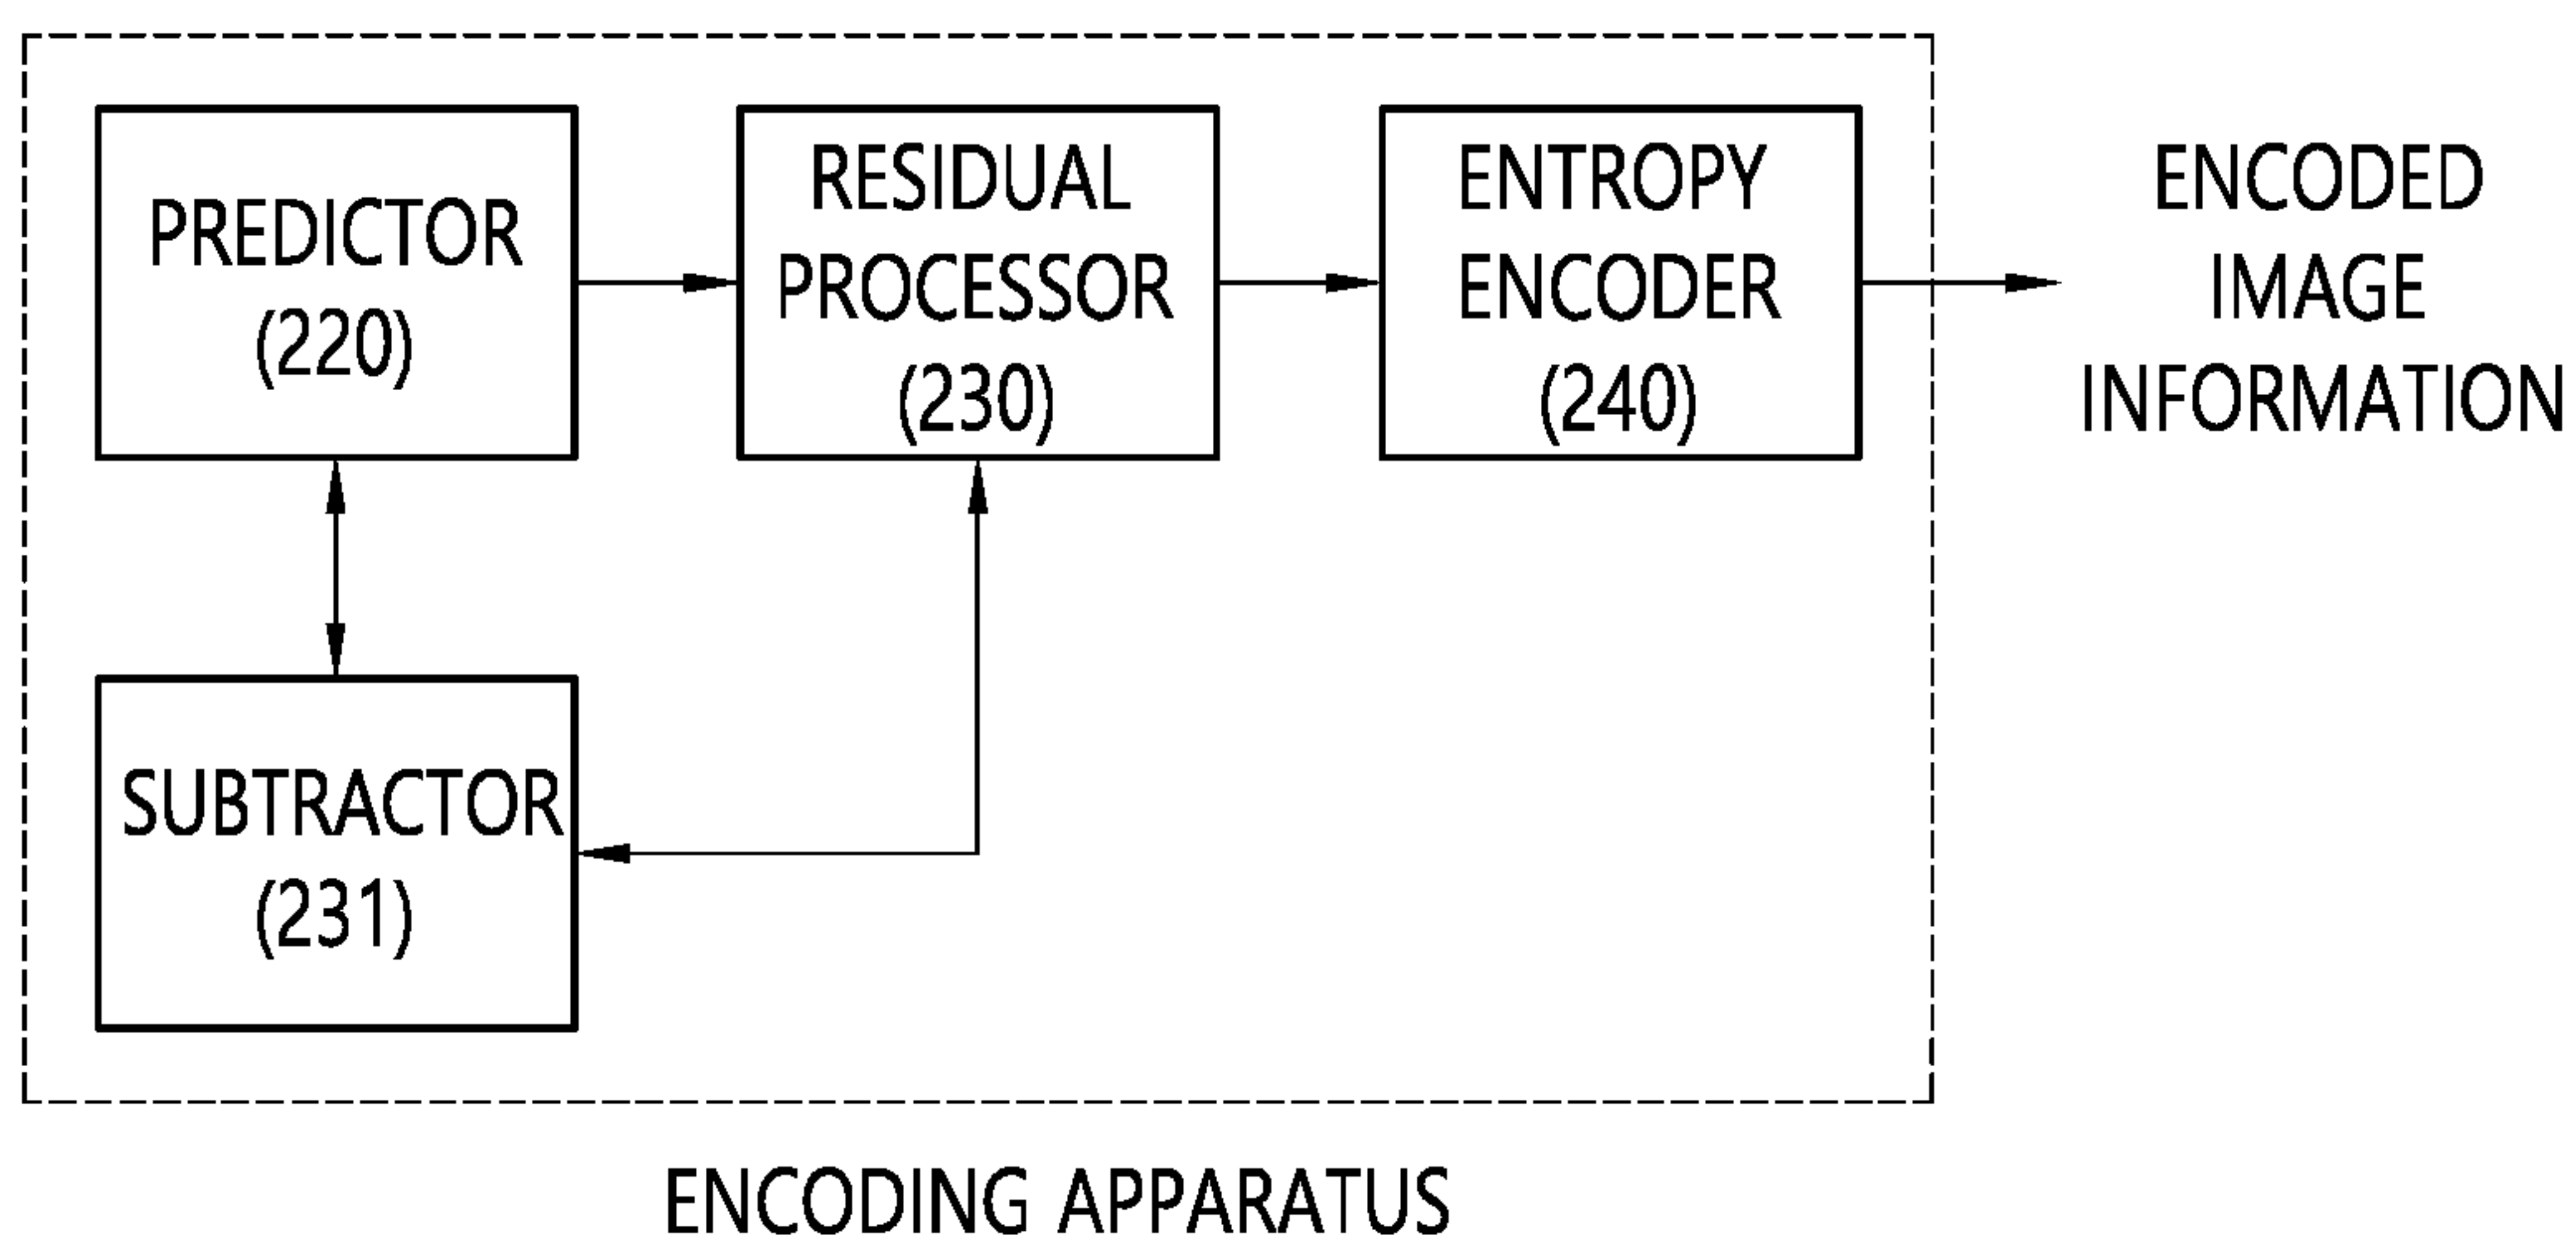 PREDICTOR
(220)
RESIDUAL
PROCESSOR
(230)
ENTROPY
ENCODER
(240)
ENCODED
IMAGE
INFORMATION
SUBTRACTOR
(231)
ENCODING APPARATUS